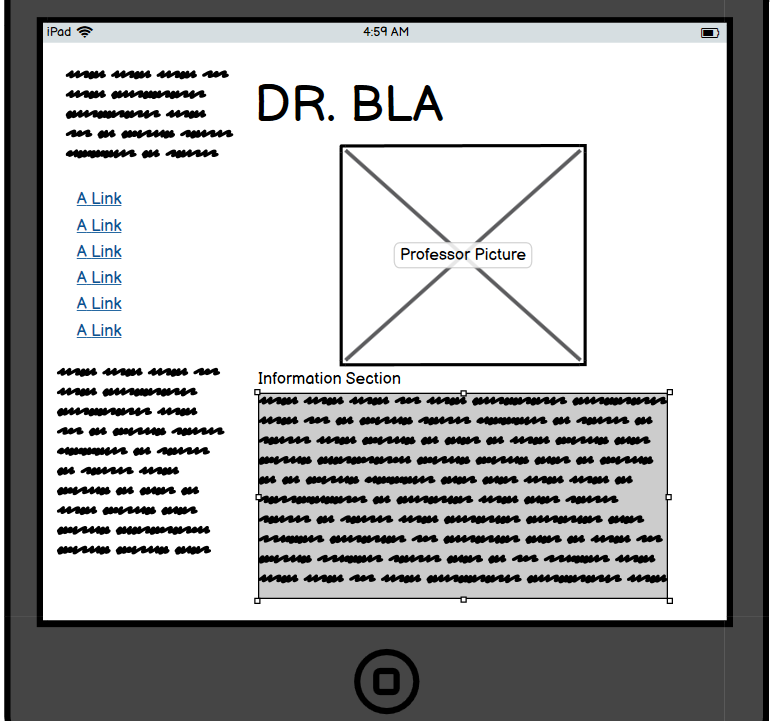 iPad 4:59 AM
DR. BLA
A Link
A Link
A Link
A Link
A Link
A Link
Professor Picture
Information Section